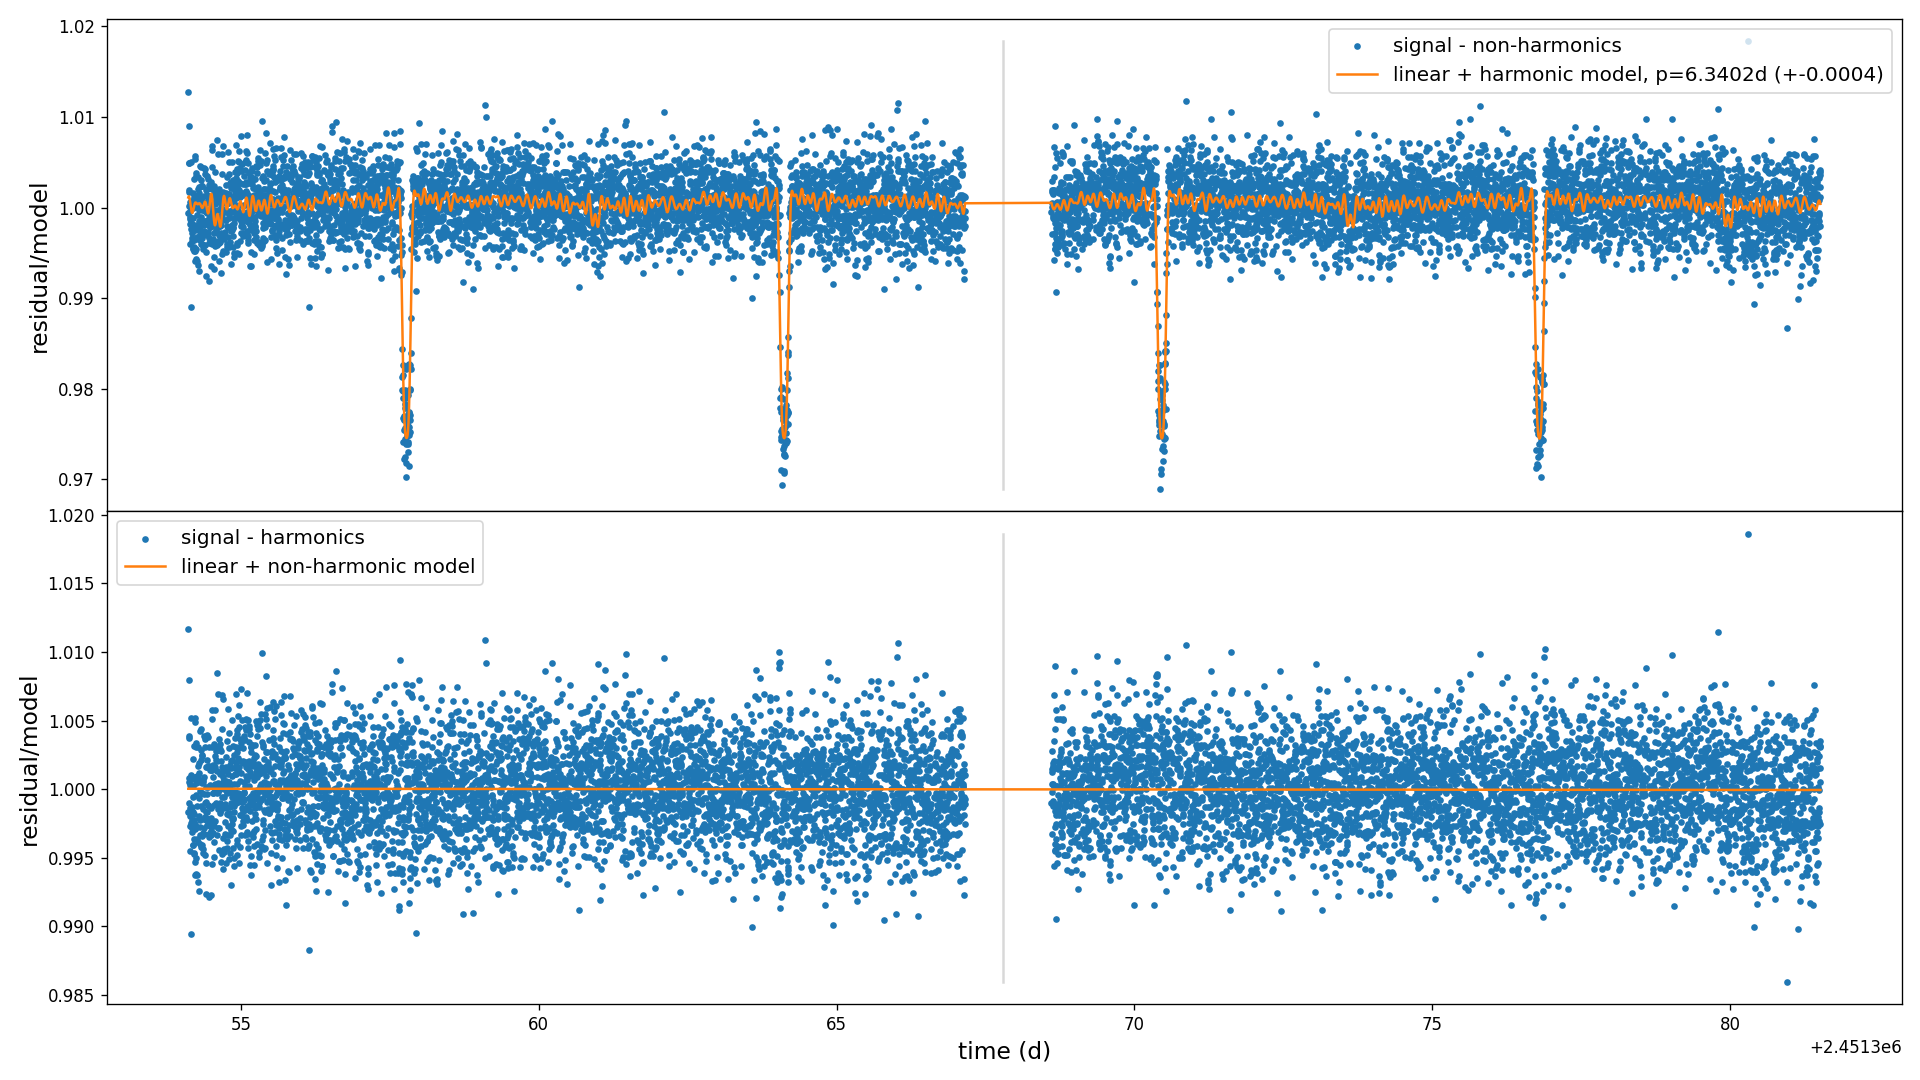 1.02
signal - non-harmonics
linear + harmonic model, p=6.3402d (+-0.0004)
1.01
1.00
0.99
0.98
0.97
residual/model
1.020
signal - harmonics
linear + non-harmonic model
1.015
1.010
1.005
1.000
0.995
0.990
0.985
residual/model
55 60 65 70 75 80
time (d)
+2.4513e6